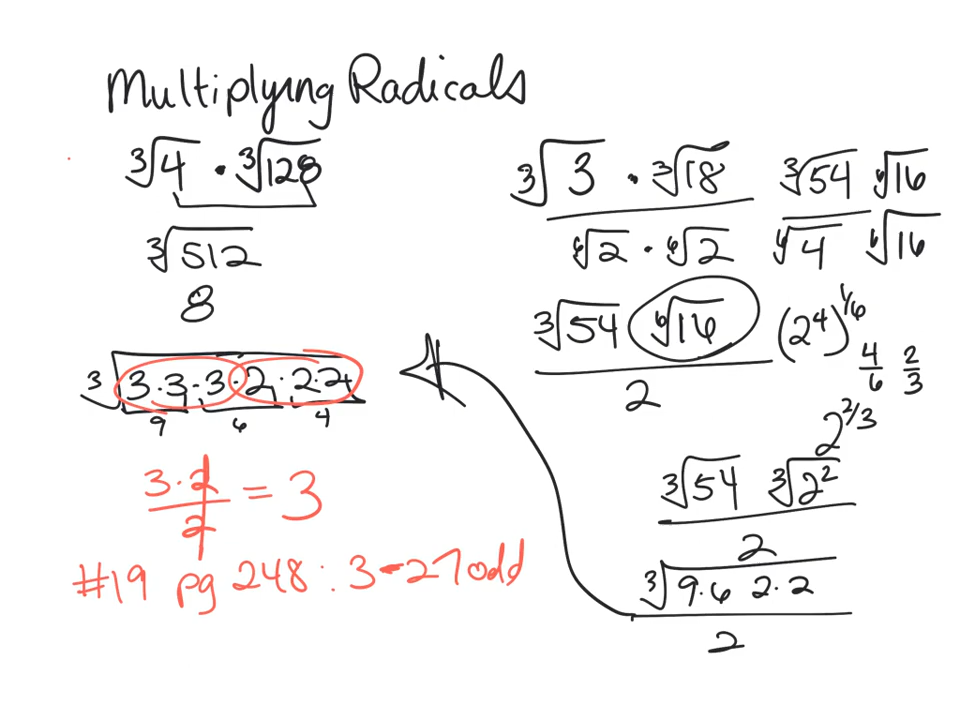 Multiplying Radicals
∛4 · ∛128
∛512
8
∛(3·3·3·2·2·2)
9 6 4
(3·2)/2 = 3
#19 pg 248: 3-27 odd
(∛3 · ∛18)/(⁶√2 · ⁶√2)
(∛54 ⁶√16)/(⁶√4 ⁶√16)
(∛54 ⁶√16)/2
(2⁴)^1/6
4/6 2/3
2^2/3
(∛54 ∛2²)/2
∛(9·6 2·2)/2